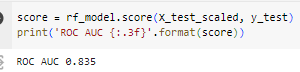 score = rf_model.score(X_test_scaled, y_test)
print('ROC AUC {:.3f}'.format(score))
ROC AUC 0.835